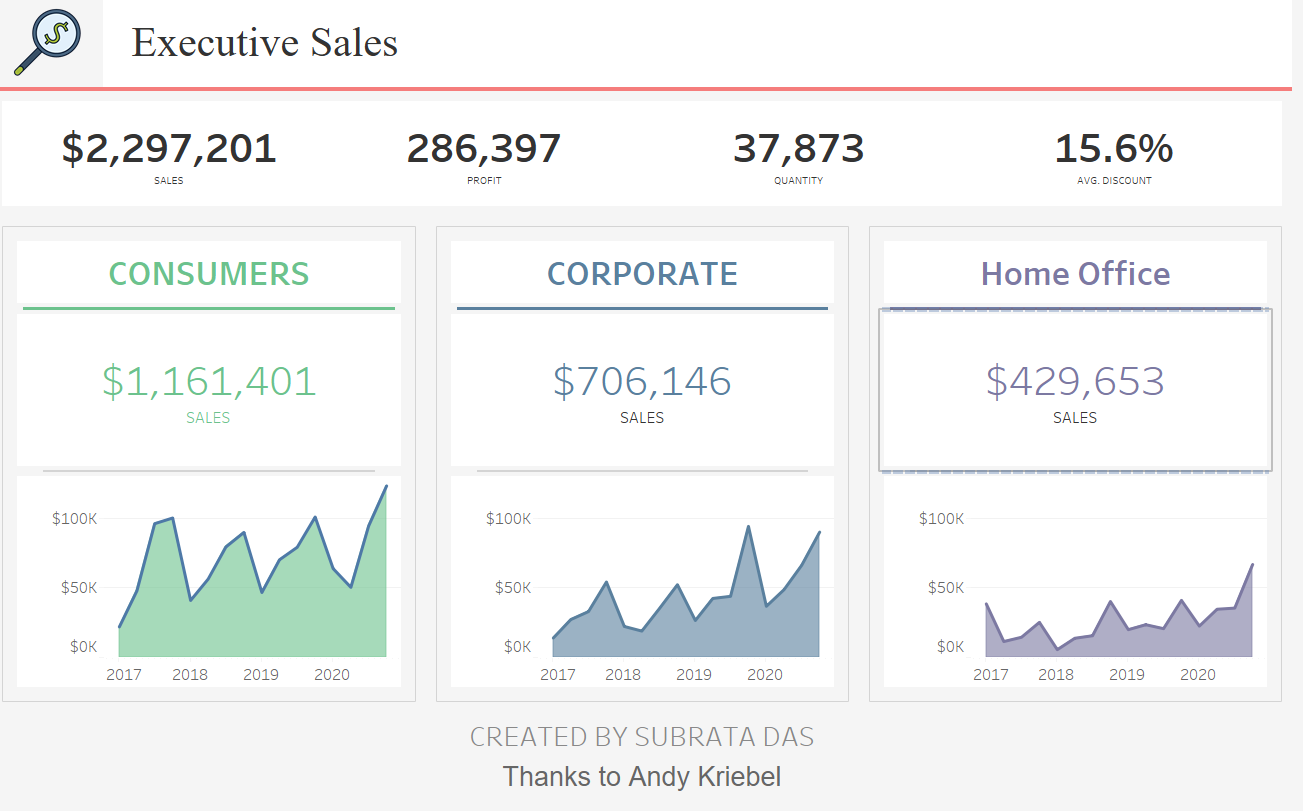 Executive Sales
$2,297,201 286,397 37,873 15.6%
SALES PROFIT QUANTITY AVG. DISCOUNT
CONSUMERS
$1,161,401
SALES
$100K
$50K
$0K
2017 2018 2019 2020
CORPORATE
$706,146
SALES
$100K
$50K
$0K
2017 2018 2019 2020
Home Office
$429,653
SALES
$100K
$50K
$0K
2017 2018 2019 2020
CREATED BY SUBRATA DAS
Thanks to Andy Kriebel